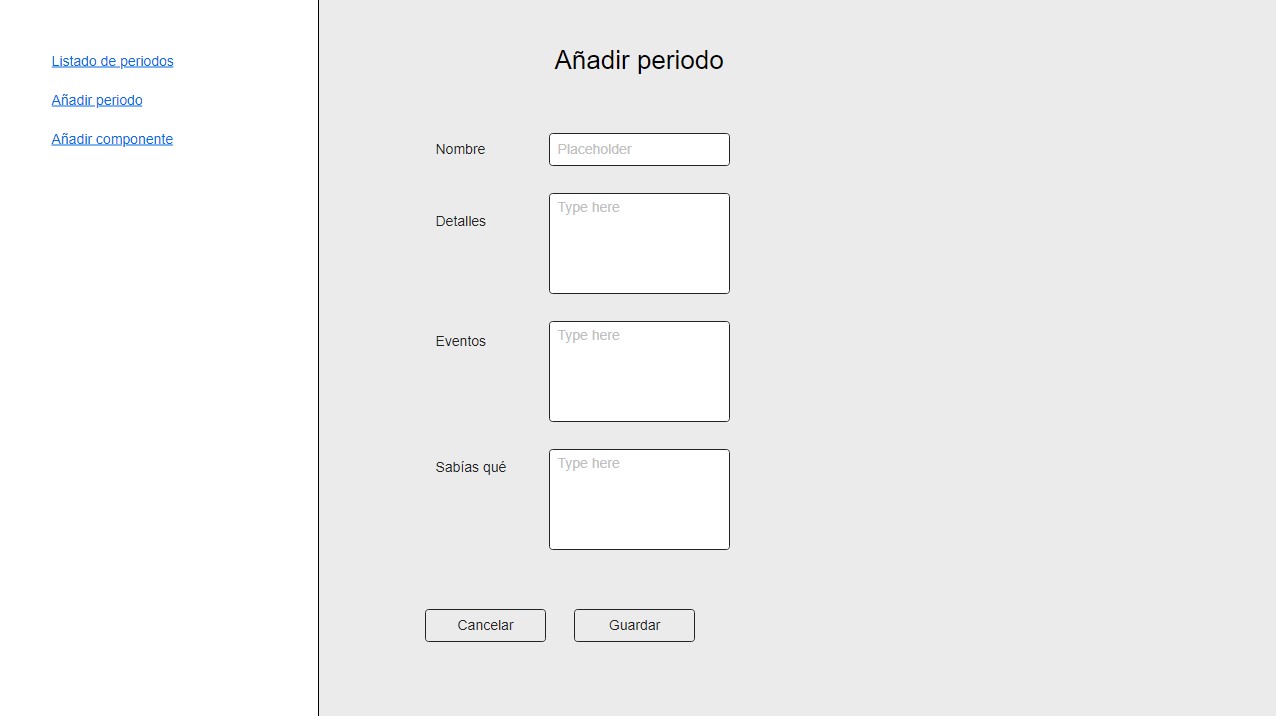 Listado de periodos
Añadir periodo
Añadir componente
Añadir periodo
Nombre
Placeholder
Detalles
Type here
Eventos
Type here
Sabías qué
Type here
Cancelar
Guardar